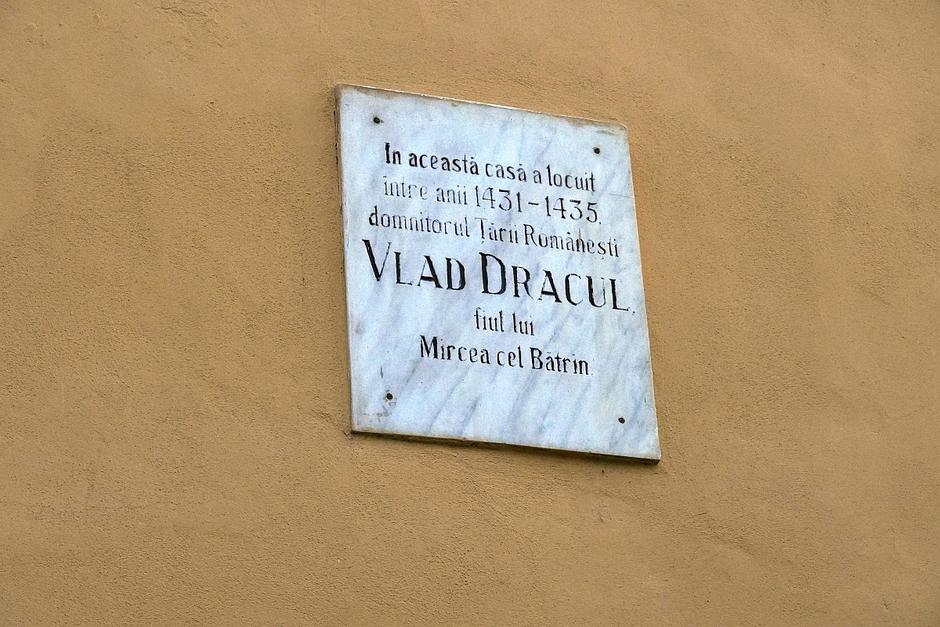 In această casă a locuit
între anii 1431-1435,
domnitorul Țării Românești
VLAD DRACUL,
fiul lui
Mircea cel Bătrîn.